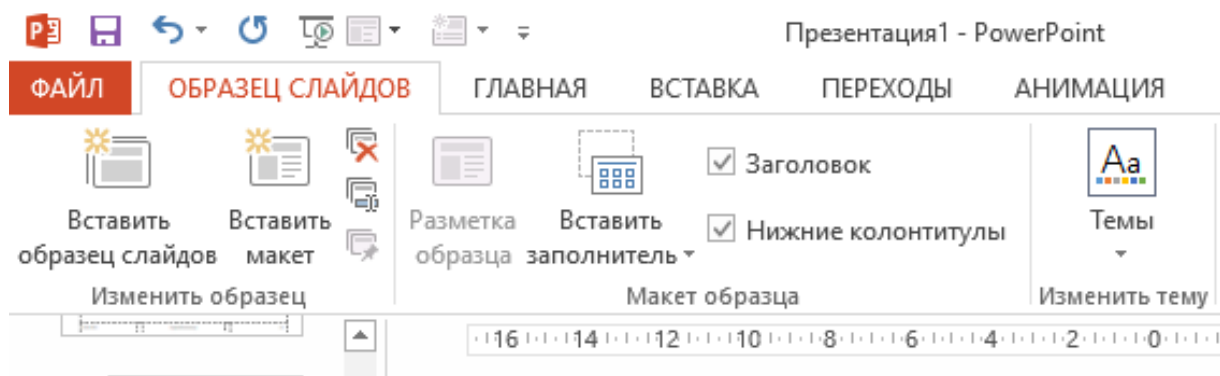 Презентация1 - PowerPoint
ФАЙЛ ОБРАЗЕЦ СЛАЙДОВ ГЛАВНАЯ ВСТАВКА ПЕРЕХОДЫ АНИМАЦИЯ
Вставить образец слайдов
Вставить макет
Разметка образца
Вставить заполнитель
Заголовок
Нижние колонтитулы
Aa
Темы
Изменить образец Макет образца Изменить тему
16 14 12 10 8 6 4 2 0